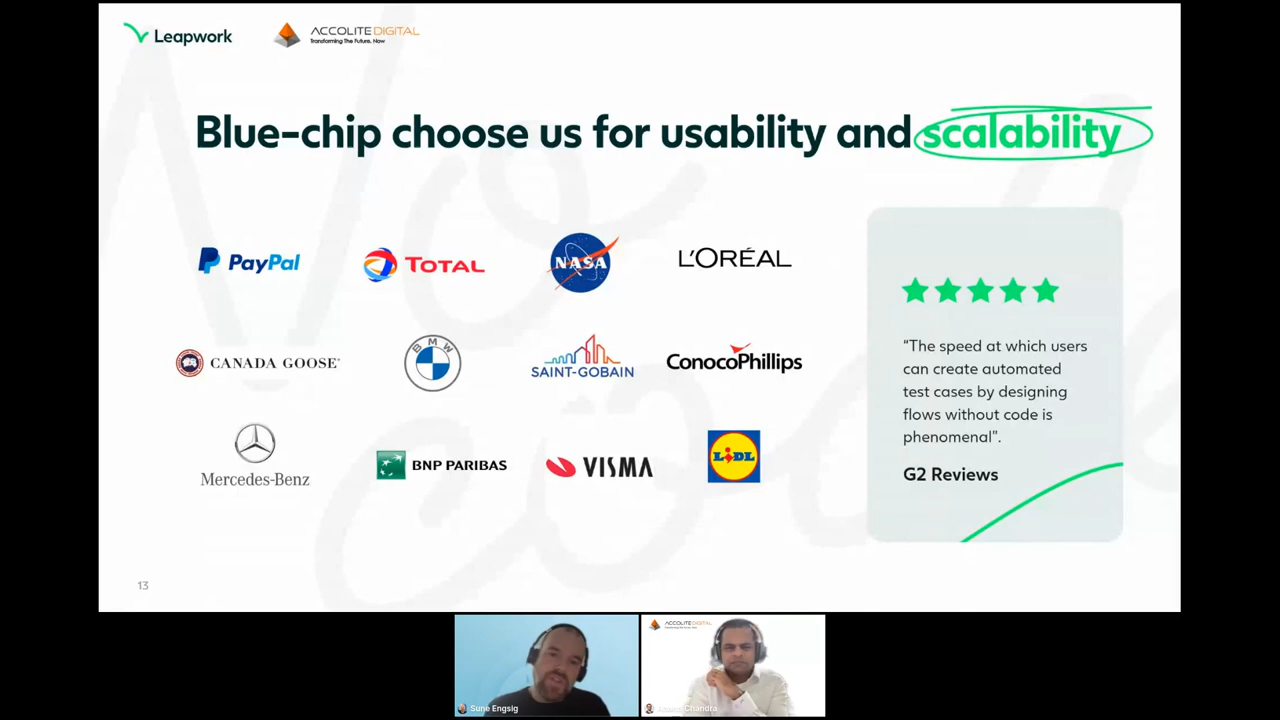 Leapwork
ACCOLITE DIGITAL
Transforming The Future, Now
Blue-chip choose us for usability and scalability
PayPal
TOTAL
NASA
L'ORÉAL
CANADA GOOSE
BMW
SAINT-GOBAIN
ConocoPhillips
Mercedes-Benz
BNP PARIBAS
VISMA
LIDL
"The speed at which users
can create automated
test cases by designing
flows without code is
phenomenal".
G2 Reviews
13
ACCOLITE DIGITAL
Sune Engsig
Chandra